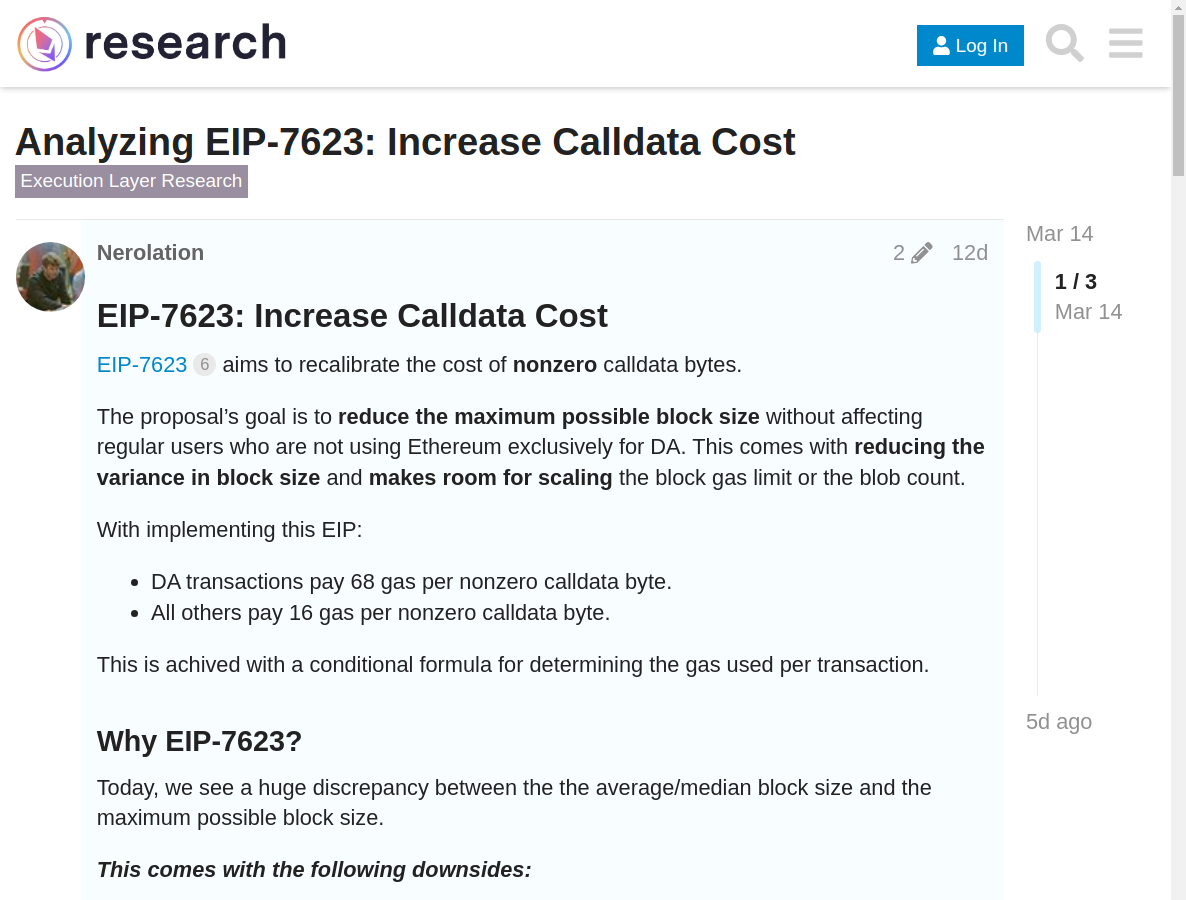 research
Log In
Analyzing EIP-7623: Increase Calldata Cost
Execution Layer Research
Nerolation
2
12d
EIP-7623: Increase Calldata Cost
EIP-7623 6 aims to recalibrate the cost of nonzero calldata bytes.
The proposal’s goal is to reduce the maximum possible block size without affecting
regular users who are not using Ethereum exclusively for DA. This comes with reducing the
variance in block size and makes room for scaling the block gas limit or the blob count.
With implementing this EIP:
• DA transactions pay 68 gas per nonzero calldata byte.
• All others pay 16 gas per nonzero calldata byte.
This is achived with a conditional formula for determining the gas used per transaction.
Why EIP-7623?
Today, we see a huge discrepancy between the the average/median block size and the
maximum possible block size.
This comes with the following downsides:
Mar 14
1 / 3
Mar 14
5d ago